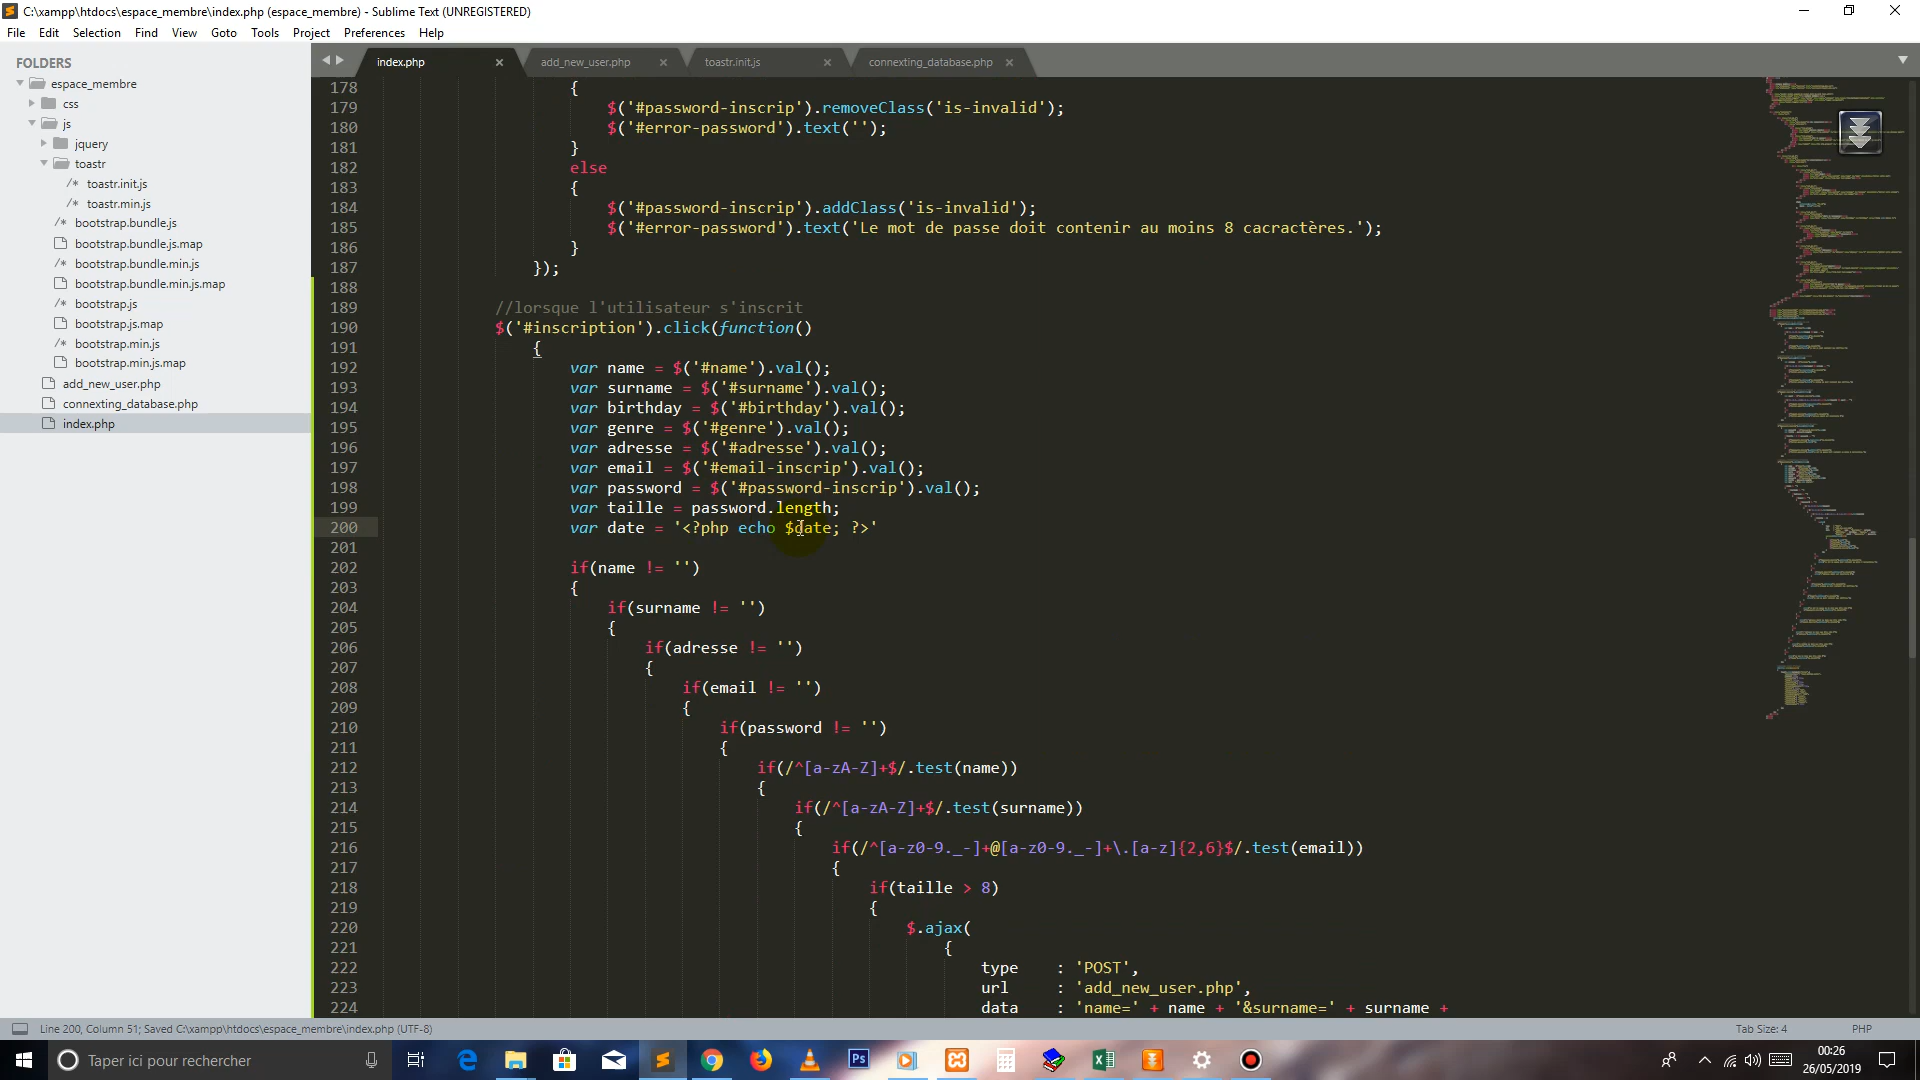 C:\xampp\htdocs\espace_membre\index.php (espace_membre) - Sublime Text (UNREGISTERED)
File Edit Selection Find View Goto Tools Project Preferences Help
FOLDERS
espace_membre
css
js
jquery
toastr
toastr.init.js
toastr.min.js
bootstrap.bundle.js
bootstrap.bundle.js.map
bootstrap.bundle.min.js
bootstrap.bundle.min.js.map
bootstrap.js
bootstrap.js.map
bootstrap.min.js
bootstrap.min.js.map
add_new_user.php
connexting_database.php
index.php
index.php add_new_user.php toastr.init.js connexting_database.php
178 {
179 $('#password-inscrip').removeClass('is-invalid');
180 $('#error-password').text('');
181 }
182 else
183 {
184 $('#password-inscrip').addClass('is-invalid');
185 $('#error-password').text('Le mot de passe doit contenir au moins 8 cacractères.');
186 }
187 });
188
189 //lorsque l'utilisateur s'inscrit
190 $('#inscription').click(function()
191 {
192 var name = $('#name').val();
193 var surname = $('#surname').val();
194 var birthday = $('#birthday').val();
195 var genre = $('#genre').val();
196 var adresse = $('#adresse').val();
197 var email = $('#email-inscrip').val();
198 var password = $('#password-inscrip').val();
199 var taille = password.length;
200 var date = '<?php echo $date; ?>'
201
202 if(name != '')
203 {
204 if(surname != '')
205 {
206 if(adresse != '')
207 {
208 if(email != '')
209 {
210 if(password != '')
211 {
212 if(/^[a-zA-Z]+$/.test(name))
213 {
214 if(/^[a-zA-Z]+$/.test(surname))
215 {
216 if(/^[a-z0-9._-]+@[a-z0-9._-]+\.[a-z]{2,6}$/.test(email))
217 {
218 if(taille > 8)
219 {
220 $.ajax(
221 {
222 type : 'POST',
223 url : 'add_new_user.php',
224 data : 'name=' + name + '&surname=' + surname +
Line 200, Column 51; Saved C:\xampp\htdocs\espace_membre\index.php (UTF-8) Tab Size: 4 PHP
Taper ici pour rechercher
00:26
26/05/2019